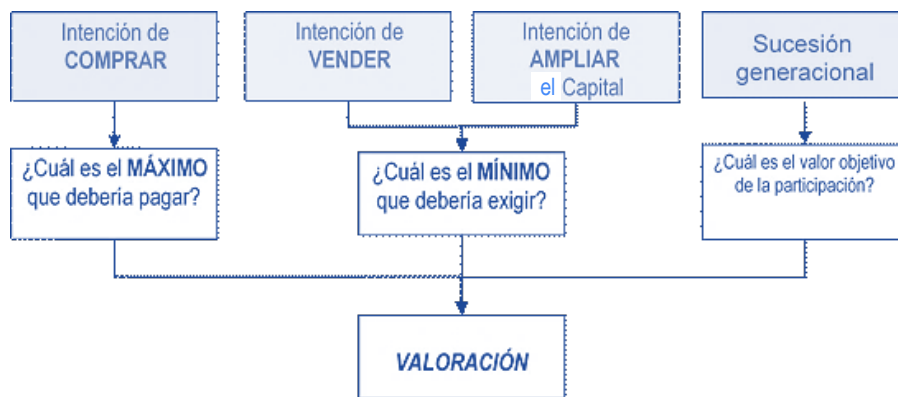 Intención de
COMPRAR
Intención de
VENDER
Intención de
AMPLIAR
el Capital
Sucesión
generacional
¿Cuál es el MÁXIMO
que debería pagar?
¿Cuál es el MÍNIMO
que debería exigir?
¿Cuál es el valor objetivo
de la participación?
VALORACIÓN